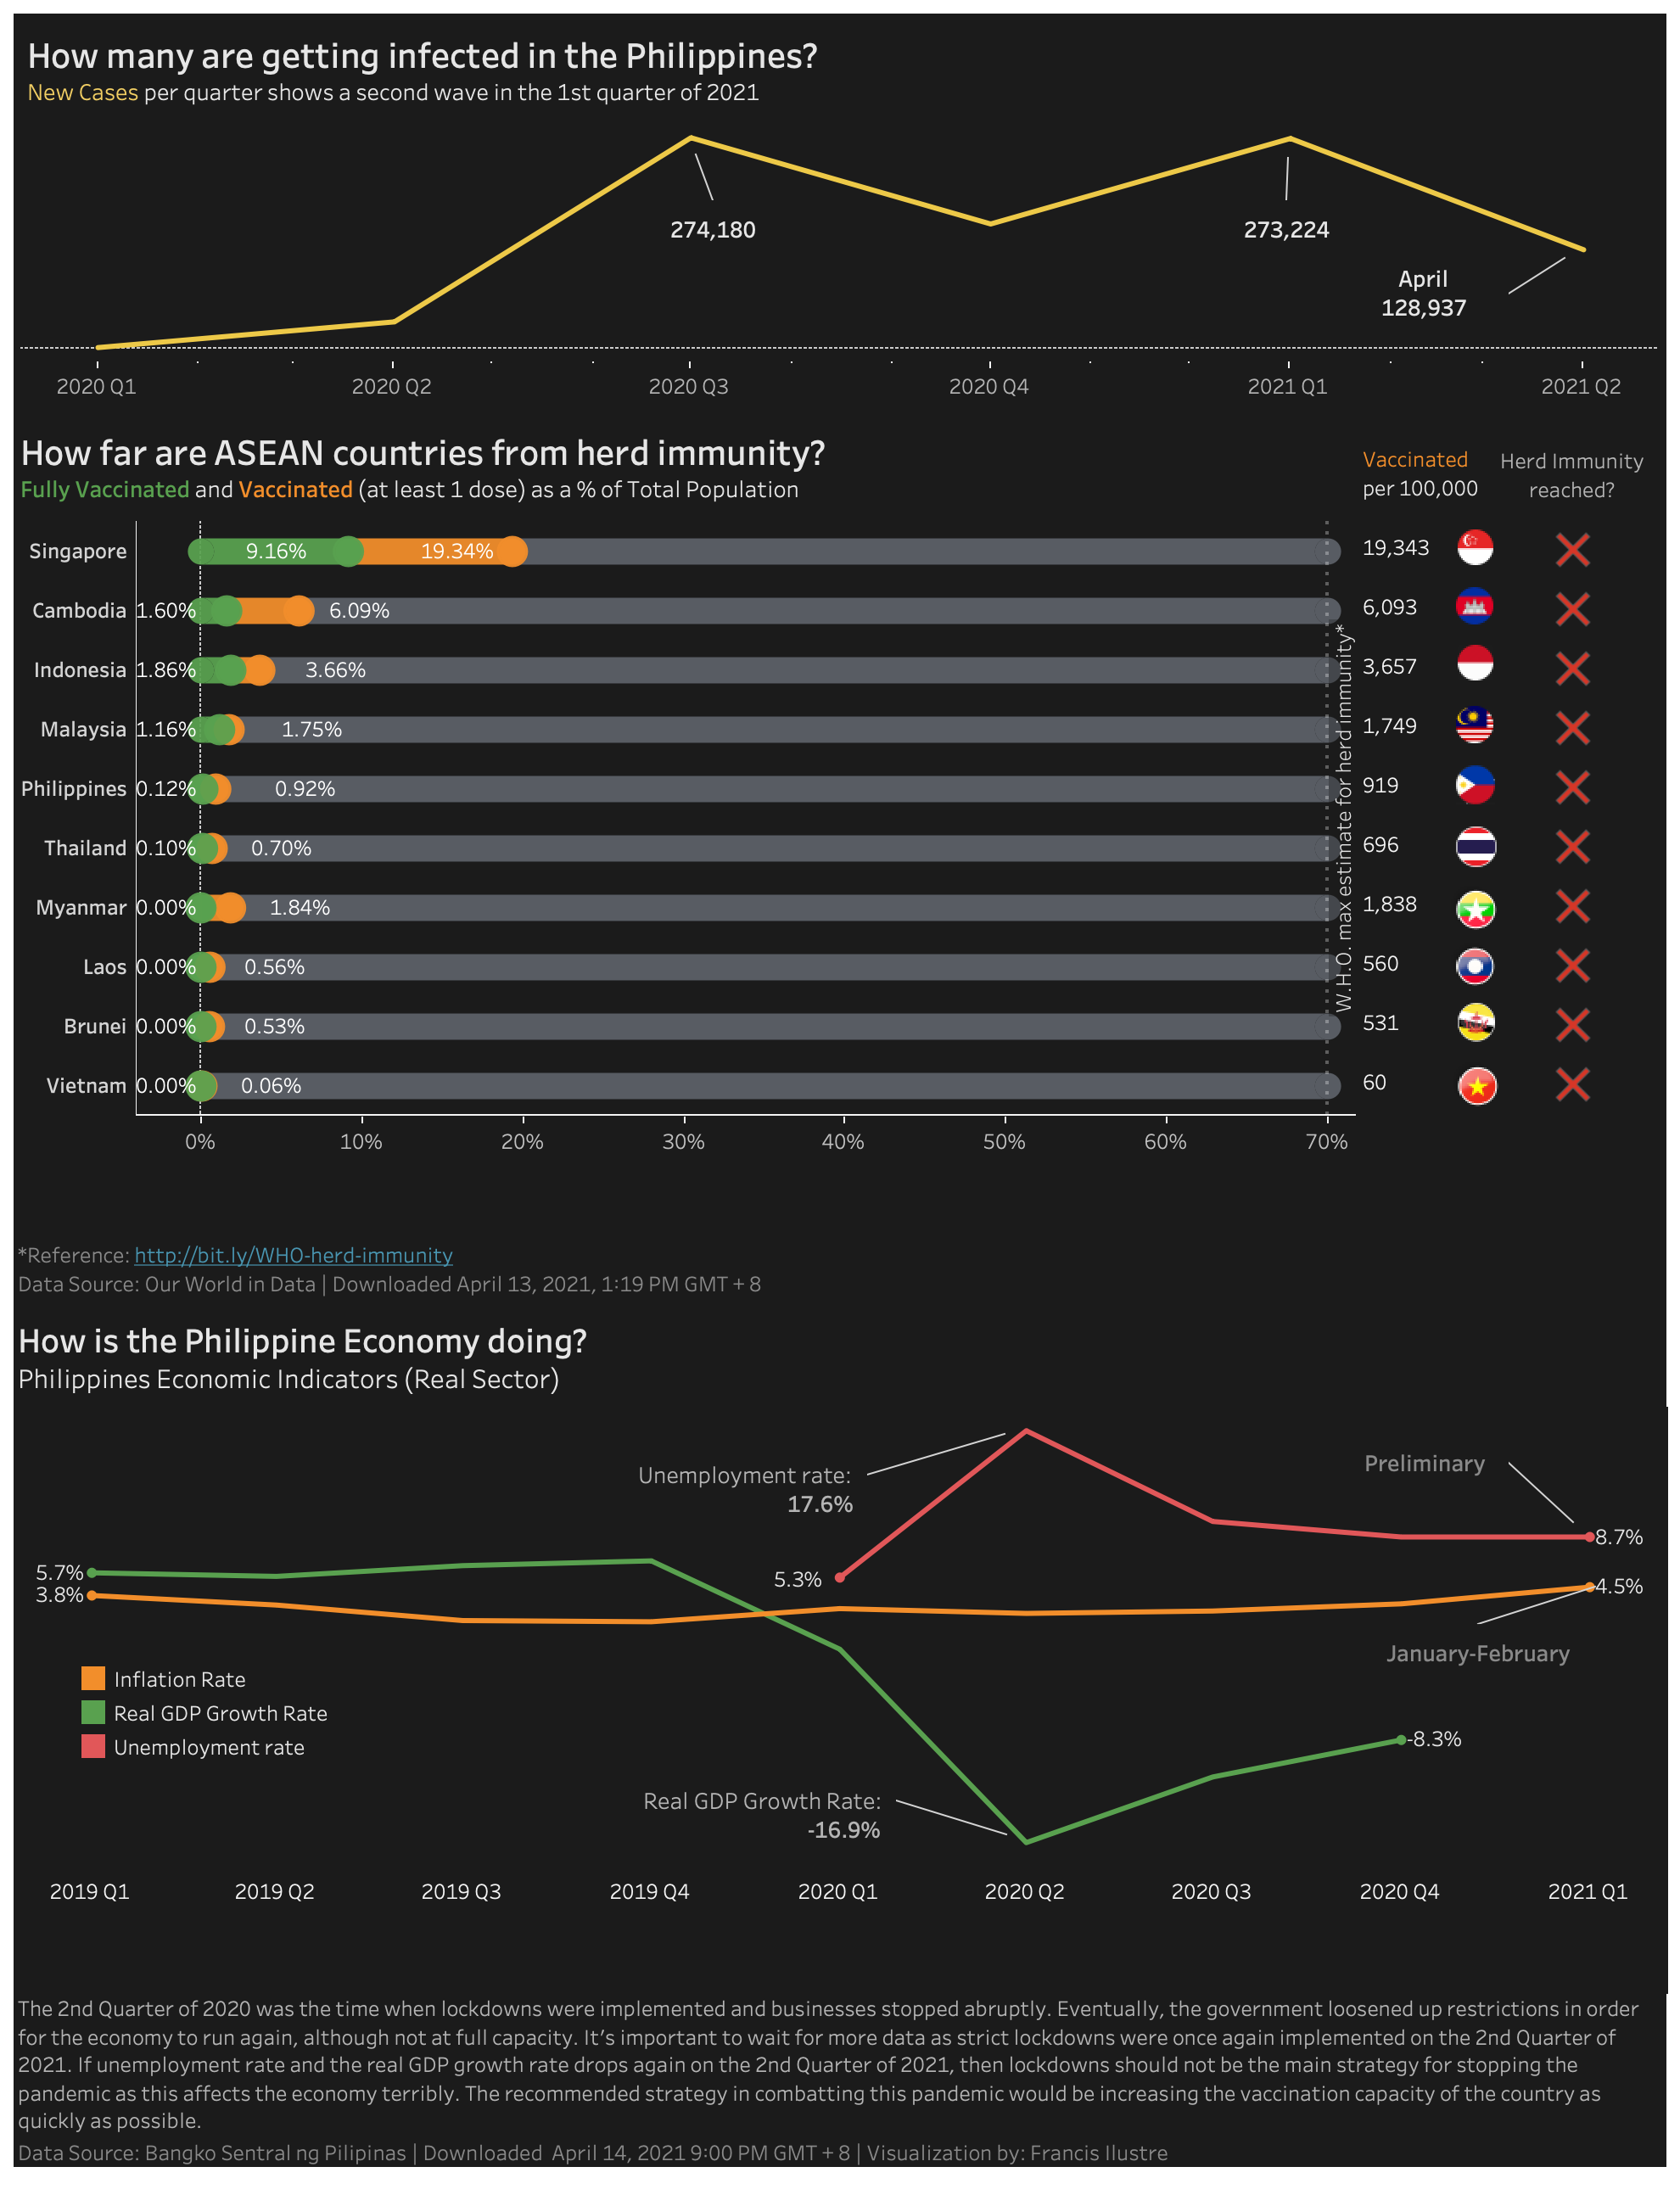 How many are getting infected in the Philippines?
New Cases per quarter shows a second wave in the 1st quarter of 2021
274,180
273,224
April
128,937
2020 Q1
2020 Q2
2020 Q3
2020 Q4
2021 Q1
2021 Q2
How far are ASEAN countries from herd immunity?
Fully Vaccinated and Vaccinated (at least 1 dose) as a % of Total Population
Vaccinated
per 100,000
Herd Immunity
reached?
Singapore 9.16% 19.34% 19,343
Cambodia 1.60% 6.09% 6,093
Indonesia 1.86% 3.66% 3,657
Malaysia 1.16% 1.75% 1,749
Philippines 0.12% 0.92% 919
Thailand 0.10% 0.70% 696
Myanmar 0.00% 1.84% 1,838
Laos 0.00% 0.56% 560
Brunei 0.00% 0.53% 531
Vietnam 0.00% 0.06% 60
W.H.O. max estimate for herd immunity*
0% 10% 20% 30% 40% 50% 60% 70%
*Reference: http://bit.ly/WHO-herd-immunity
Data Source: Our World in Data | Downloaded April 13, 2021, 1:19 PM GMT + 8
How is the Philippine Economy doing?
Philippines Economic Indicators (Real Sector)
Unemployment rate:
17.6%
Preliminary
8.7%
5.7%
3.8%
5.3%
4.5%
January-February
Inflation Rate
Real GDP Growth Rate
Unemployment rate
-8.3%
Real GDP Growth Rate:
-16.9%
2019 Q1 2019 Q2 2019 Q3 2019 Q4 2020 Q1 2020 Q2 2020 Q3 2020 Q4 2021 Q1
The 2nd Quarter of 2020 was the time when lockdowns were implemented and businesses stopped abruptly. Eventually, the government loosened up restrictions in order
for the economy to run again, although not at full capacity. It's important to wait for more data as strict lockdowns were once again implemented on the 2nd Quarter of
2021. If unemployment rate and the real GDP growth rate drops again on the 2nd Quarter of 2021, then lockdowns should not be the main strategy for stopping the
pandemic as this affects the economy terribly. The recommended strategy in combatting this pandemic would be increasing the vaccination capacity of the country as
quickly as possible.
Data Source: Bangko Sentral ng Pilipinas | Downloaded  April 14, 2021 9:00 PM GMT + 8 | Visualization by: Francis Ilustre